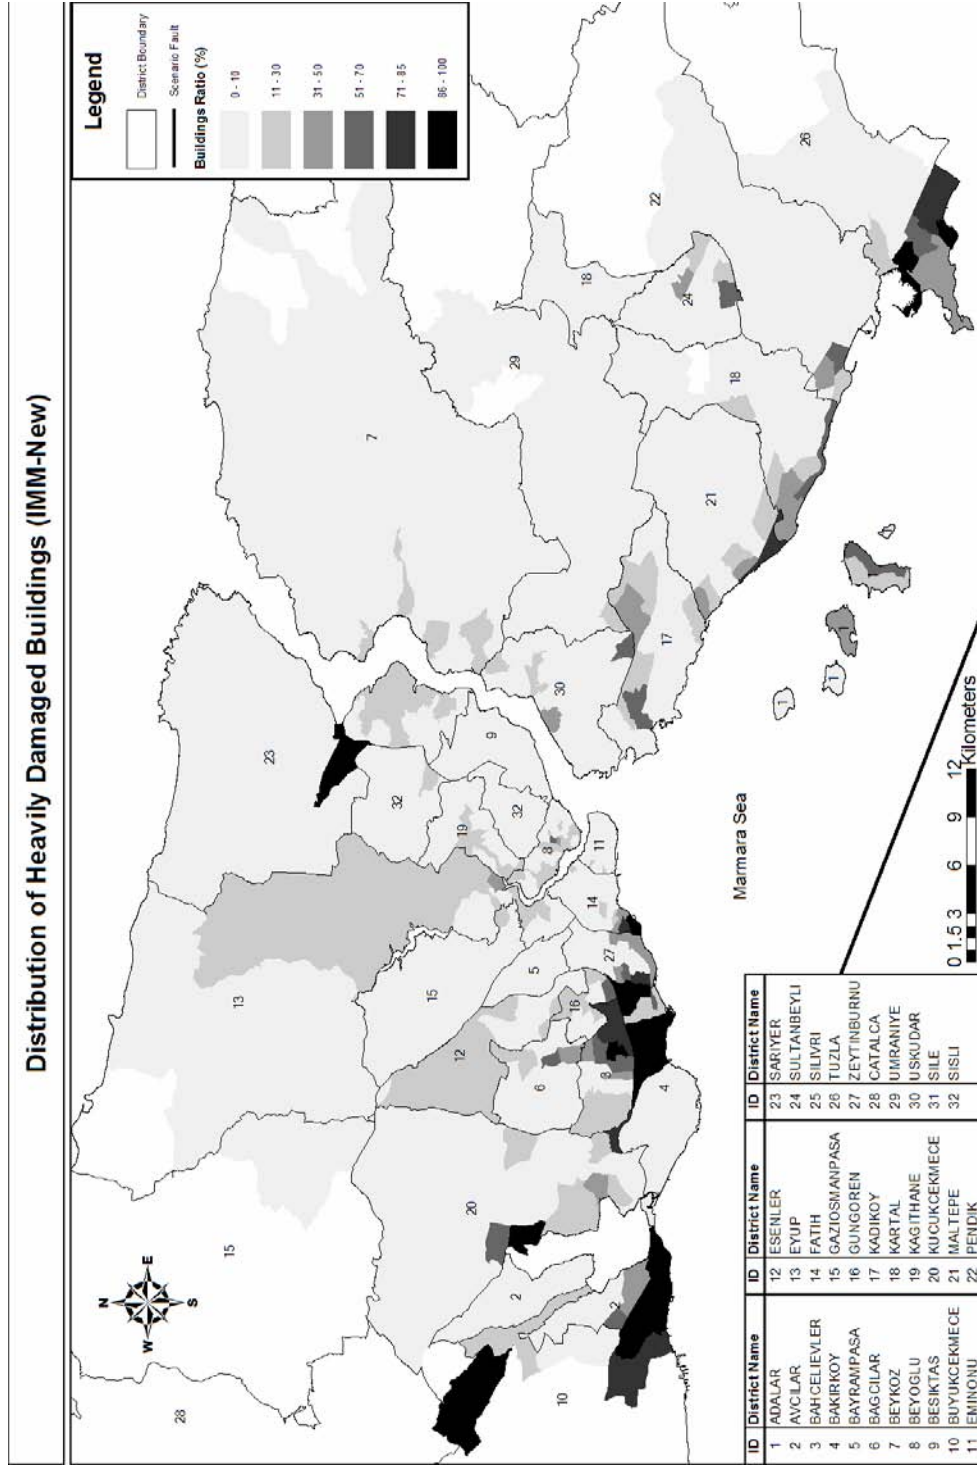 Distribution of Heavily Damaged Buildings (IMM-New)
Legend
District Boundary
Scenario Fault
Buildings Ratio (%)
0 - 10
11 - 30
31 - 50
51 - 70
71 - 85
86 - 100
N
W
E
S
28
15
13
23
7
29
18
22
26
24
18
21
17
30
20
12
15
32
9
19
32
8
11
14
5
27
16
6
3
4
2
2
10
1
1
1
Marmara Sea
0 1.5 3 6 9 12
Kilometers
ID District Name ID District Name ID District Name
1 ADALAR 12 ESENLER 23 SARIYER
2 AVCILAR 13 EYUP 24 SULTANBEYLI
3 BAHCELIEVLER 14 FATIH 25 SILIVRI
4 BAKIRKOY 15 GAZIOSMANPASA 26 TUZLA
5 BAYRAMPASA 16 GUNGOREN 27 ZEYTINBURNU
6 BAGCILAR 17 KADIKOY 28 CATALCA
7 BEYKOZ 18 KARTAL 29 UMRANIYE
8 BEYOGLU 19 KAGITHANE 30 USKUDAR
9 BESIKTAS 20 KUCUKCEKMECE 31 SILE
10 BUYUKCEKMECE 21 MALTEPE 32 SISLI
11 EMINONU 22 PENDIK